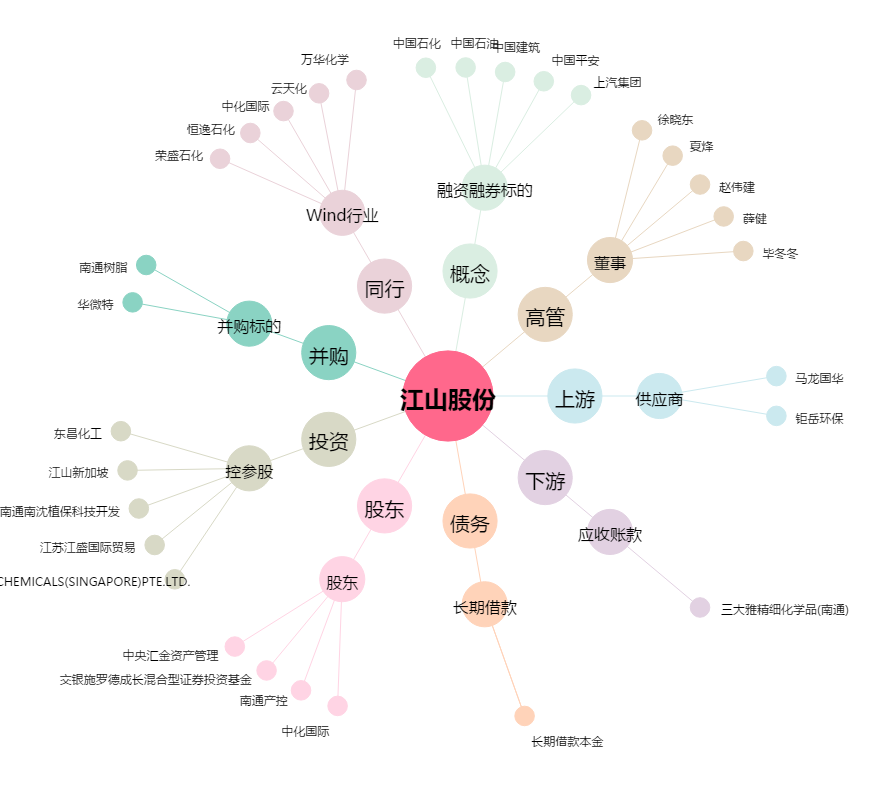 中国石化
中国石油
中国建筑
万华化学
中国平安
上汽集团
云天化
中化国际
徐晓东
恒逸石化
夏烽
荣盛石化
赵伟建
融资融券标的
Wind行业
薛健
毕冬冬
董事
南通树脂
概念
同行
华微特
高管
并购标的
并购
马龙国华
江山股份
上游
供应商
钜岳环保
东昌化工
投资
江山新加坡
控参股
下游
南通南沈植保科技开发
股东
债务
应收账款
江苏江盛国际贸易
CHEMICALS(SINGAPORE)PTE.LTD.
股东
长期借款
三大雅精细化学品(南通)
中央汇金资产管理
交银施罗德成长混合型证券投资基金
南通产控
中化国际
长期借款本金